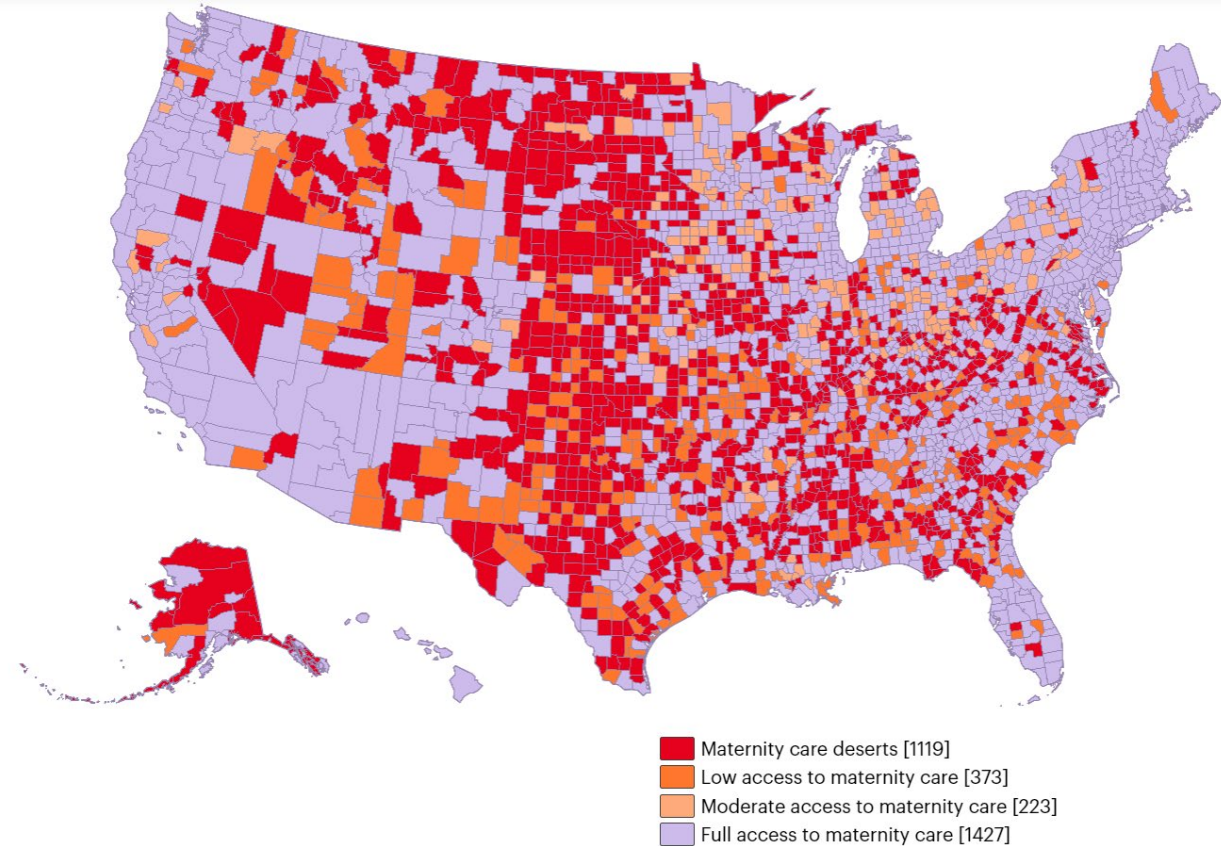 Maternity care deserts [1119]
Low access to maternity care [373]
Moderate access to maternity care [223]
Full access to maternity care [1427]